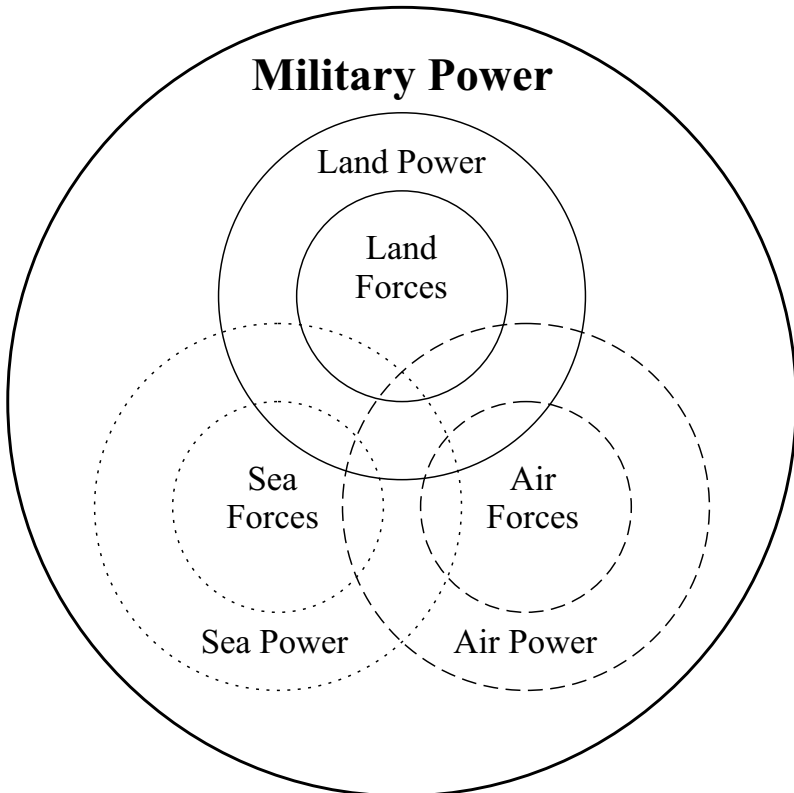 Military Power
Land Power
Land
Forces
Sea
Forces
Air
Forces
Sea Power
Air Power